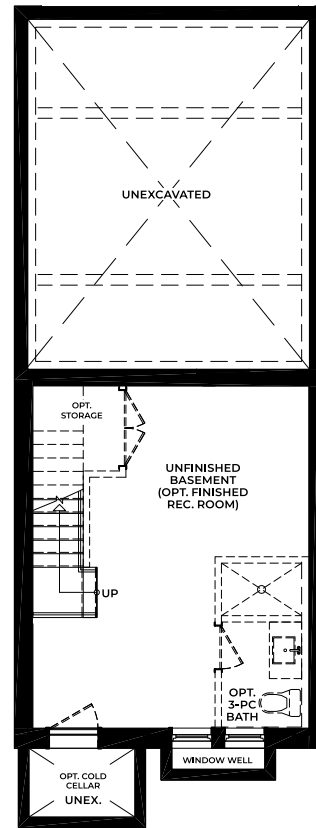 UNEXCAVATED
OPT.
STORAGE
UNFINISHED
BASEMENT
(OPT. FINISHED
REC. ROOM)
UP
OPT.
3-PC
BATH
WINDOW WELL
OPT. COLD
CELLAR
UNEX.